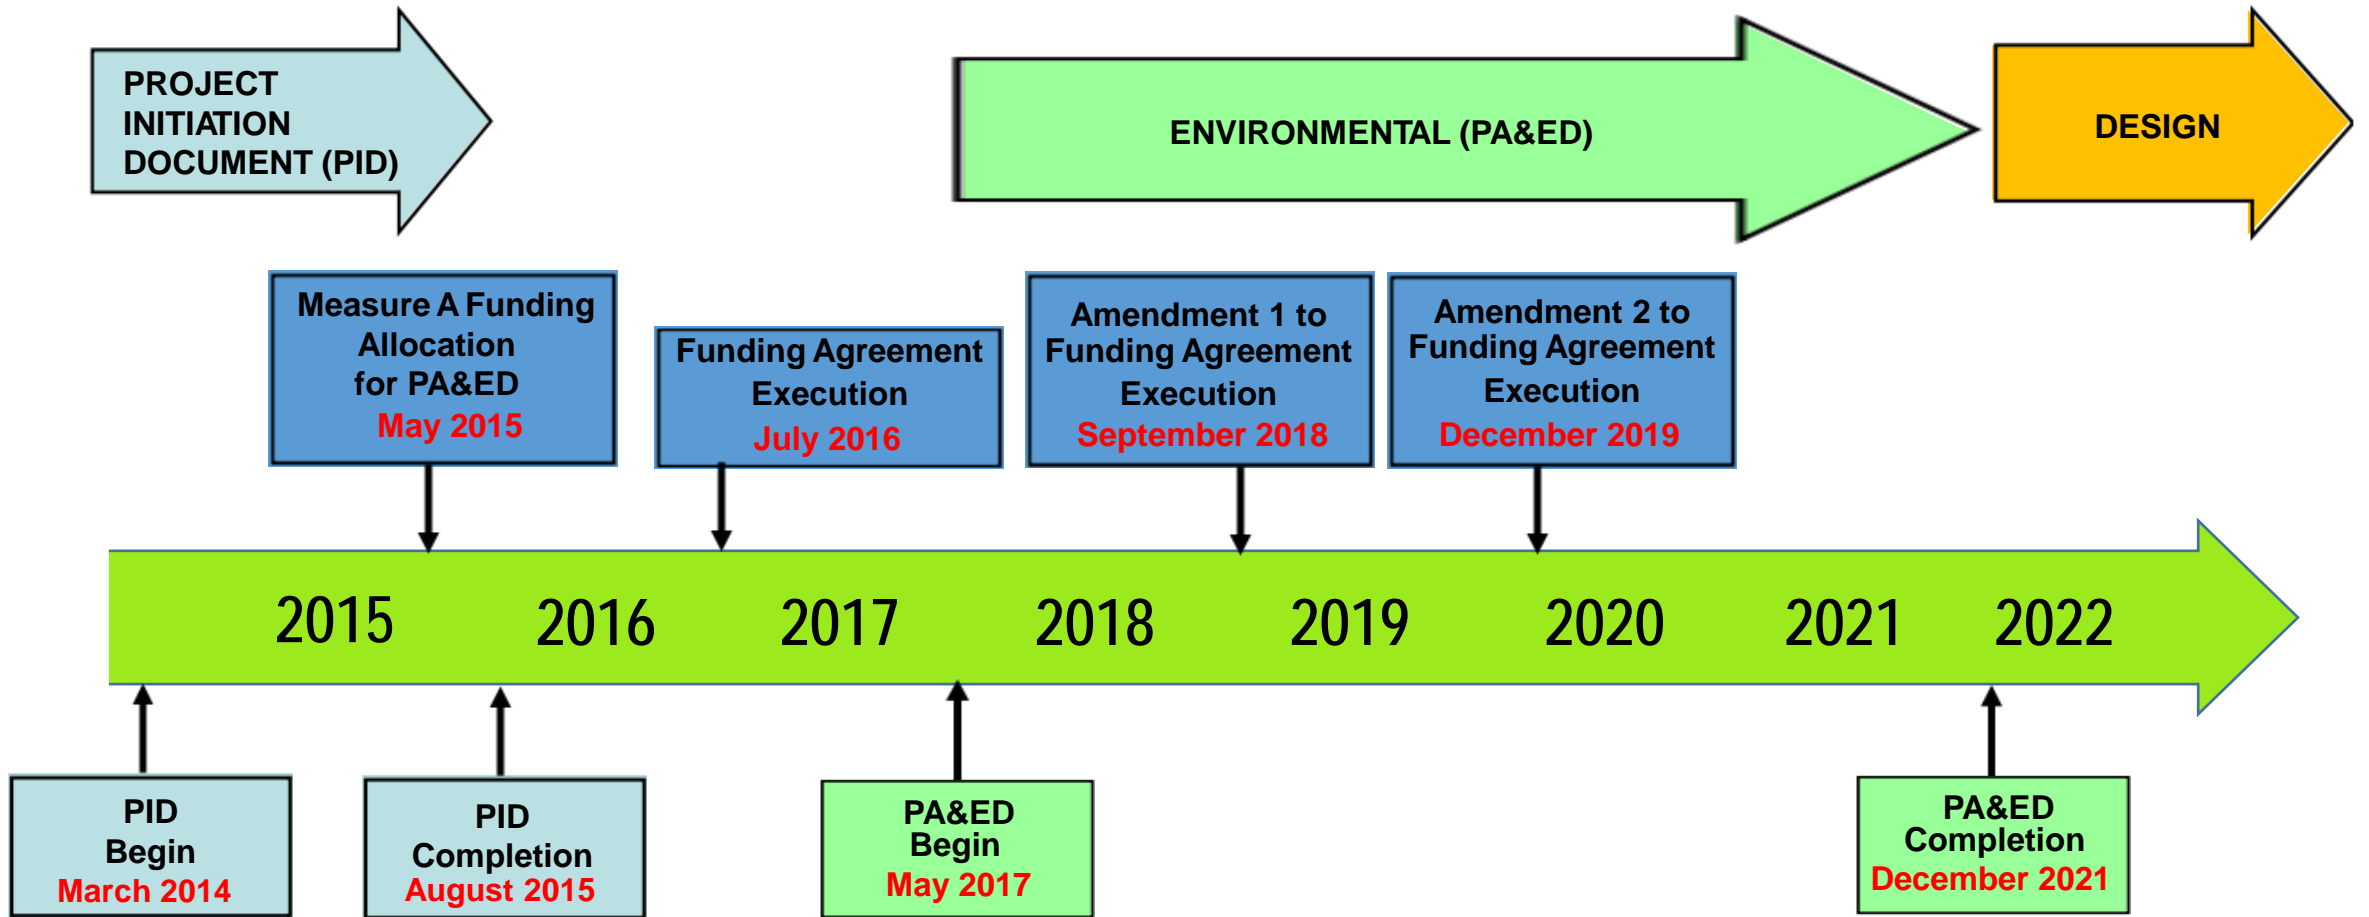 PROJECT
INITIATION
DOCUMENT (PID)
ENVIRONMENTAL (PA&ED)
DESIGN
Measure A Funding
Allocation
for PA&ED
May 2015
Funding Agreement
Execution
July 2016
Amendment 1 to
Funding Agreement
Execution
September 2018
Amendment 2 to
Funding Agreement
Execution
December 2019
2015 2016 2017 2018 2019 2020 2021 2022
PID
Begin
March 2014
PID
Completion
August 2015
PA&ED
Begin
May 2017
PA&ED
Completion
December 2021